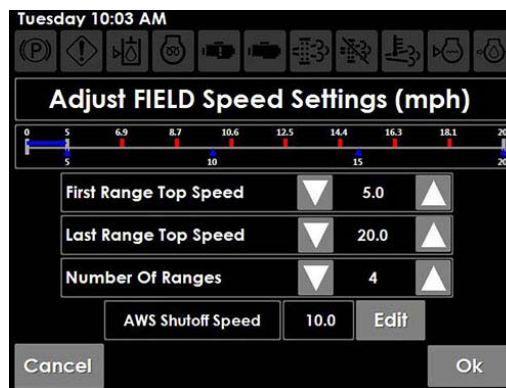 Tuesday 10:03 AM
(P)
Adjust FIELD Speed Settings (mph)
0 5 6.9 8.7 10.6 12.5 14.4 16.3 18.1 20
5 10 15 20
First Range Top Speed 5.0
Last Range Top Speed 20.0
Number Of Ranges 4
AWS Shutoff Speed 10.0 Edit
Cancel Ok